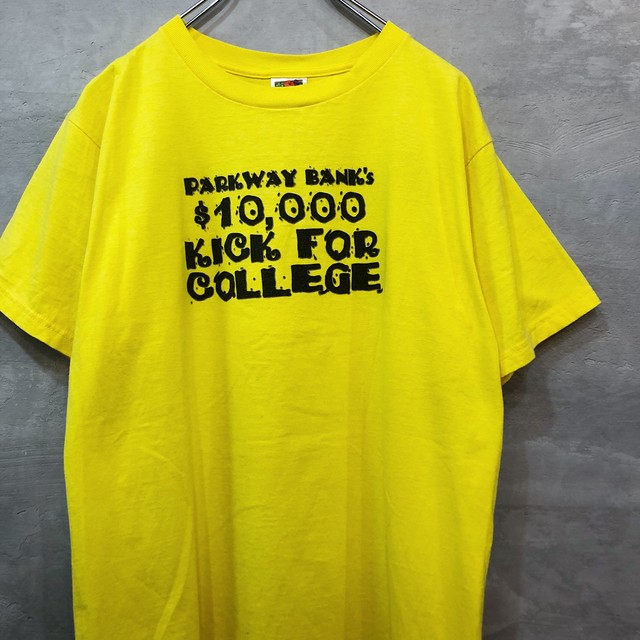 PARKWAY BANK's
$10,000
KICK FOR
COLLEGE